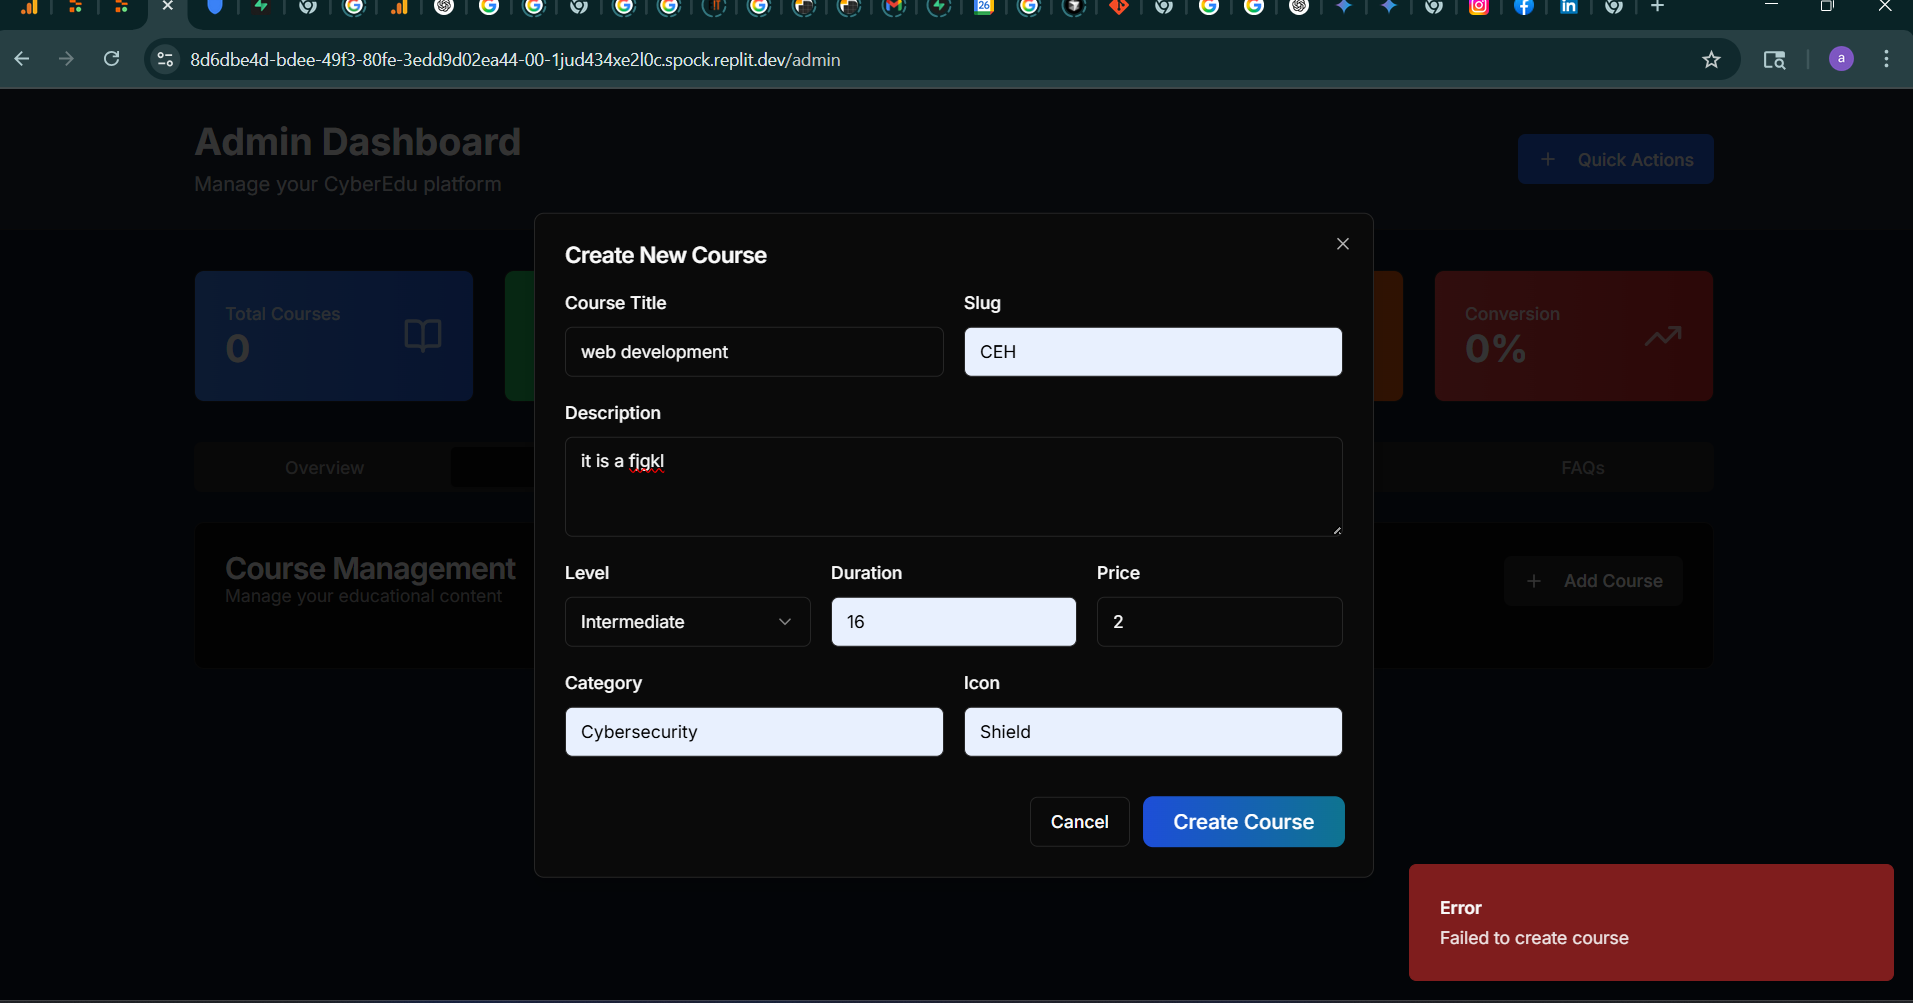 8d6dbe4d-bdee-49f3-80fe-3edd9d02ea44-00-1jud434xe2l0c.spock.replit.dev/admin
a
Admin Dashboard
Manage your CyberEdu platform
+ Quick Actions
Total Courses
0
Conversion
0%
Overview
FAQs
Course Management
Manage your educational content
+ Add Course
Create New Course
Course Title
Slug
web development
CEH
Description
it is a fjgkl
Level
Duration
Price
Intermediate
16
2
Category
Icon
Cybersecurity
Shield
Cancel
Create Course
Error
Failed to create course